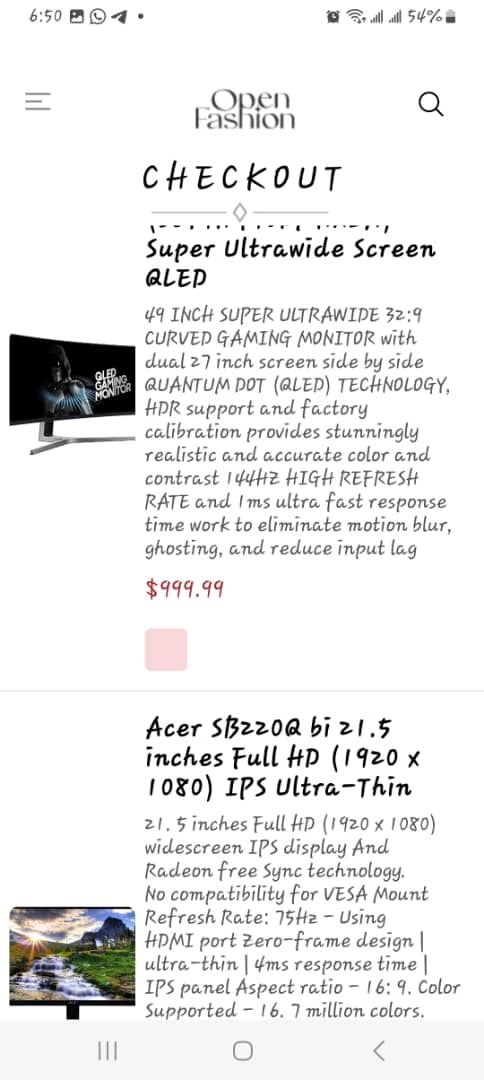 6:50
54%
Open
Fashion
CHECKOUT
Super Ultrawide Screen
QLED
49 INCH SUPER ULTRAWIDE 32:9
CURVED GAMING MONITOR with
dual 27 inch screen side by side
QUANTUM DOT (QLED) TECHNOLOGY,
HDR support and factory
calibration provides stunningly
realistic and accurate color and
contrast 144HZ HIGH REFRESH
RATE and 1ms ultra fast response
time work to eliminate motion blur,
ghosting, and reduce input lag
QLED
GAMING
MONITOR
$999.99
Acer SB220Q bi 21.5
inches Full HD (1920 x
1080) IPS Ultra-Thin
21. 5 inches Full HD (1920 x 1080)
widescreen IPS display And
Radeon free Sync technology.
No compatibility for VESA Mount
Refresh Rate: 75Hz - Using
HDMI port Zero-frame design |
ultra-thin | 4ms response time |
IPS panel Aspect ratio - 16: 9. Color
Supported - 16. 7 million colors.